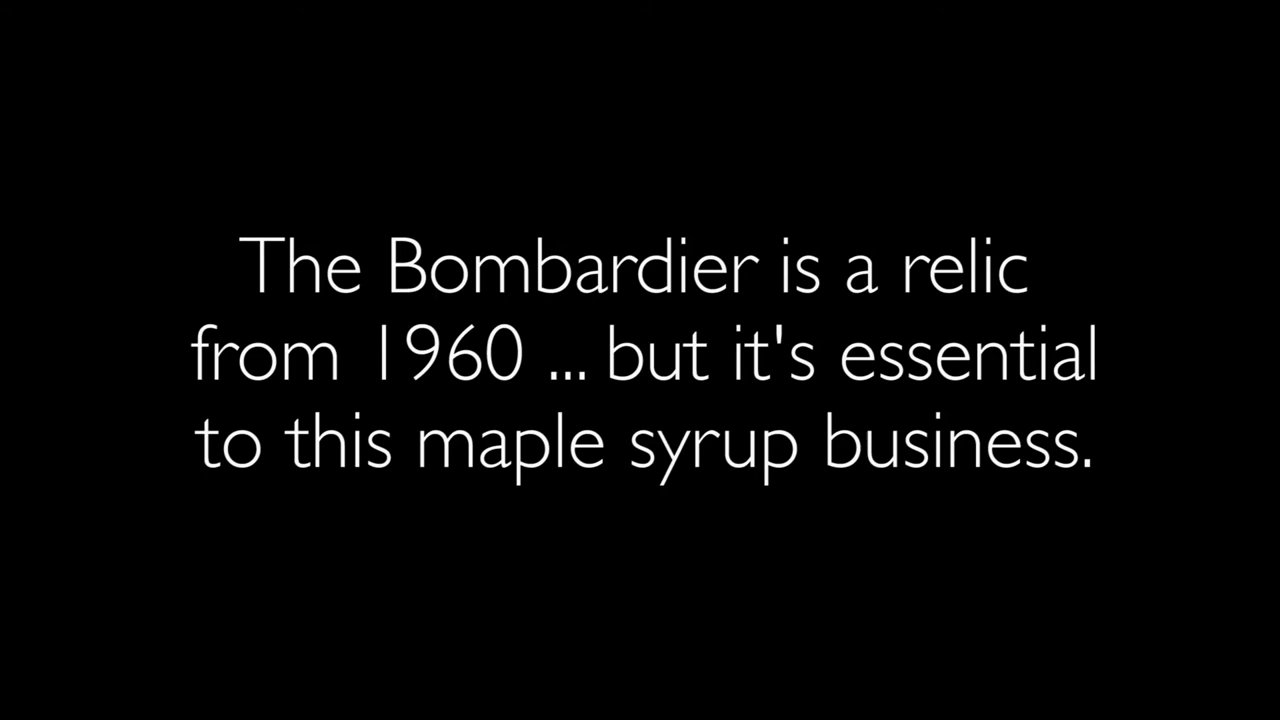 The Bombardier is a relic
from 1960 ... but it's essential
to this maple syrup business.